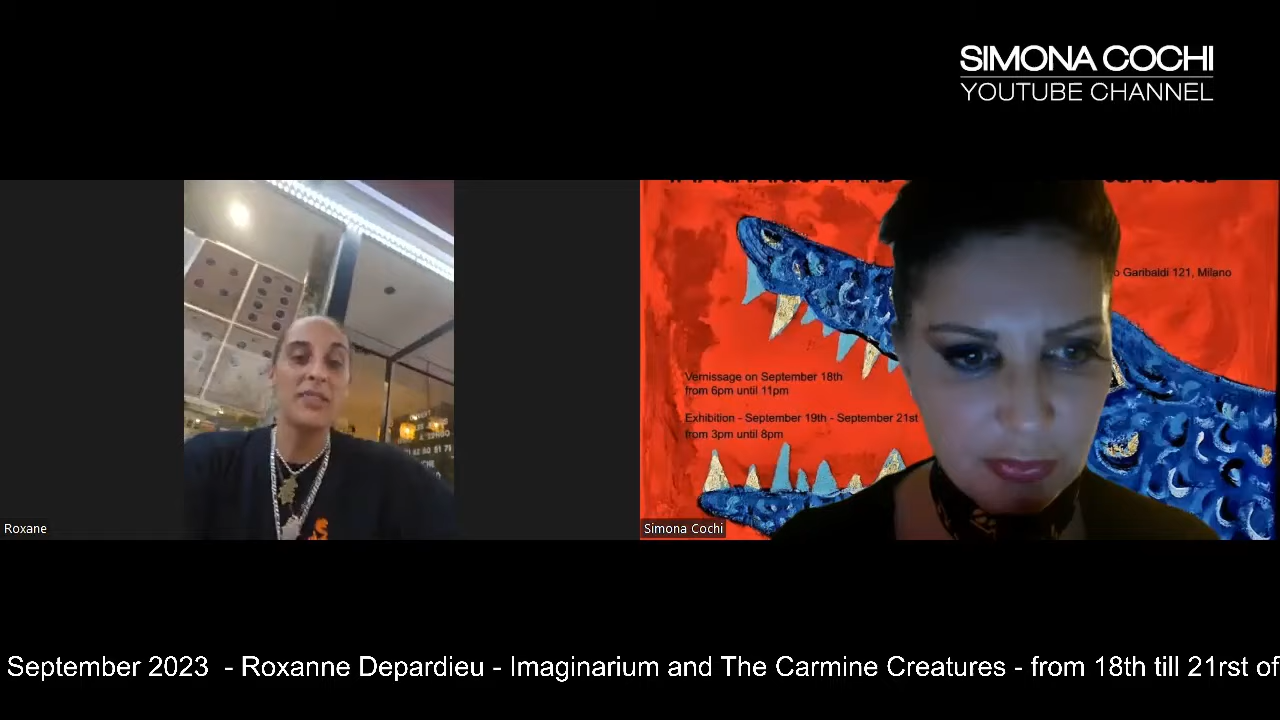 SIMONA COCHI
YOUTUBE CHANNEL
Garibaldi 121, Milano
Vernissage on September 18th
from 6pm until 11pm
Exhibition - September 19th - September 21st
from 3pm until 8pm
Roxane
Simona Cochi
September 2023 - Roxanne Depardieu - Imaginarium and The Carmine Creatures - from 18th till 21rst of